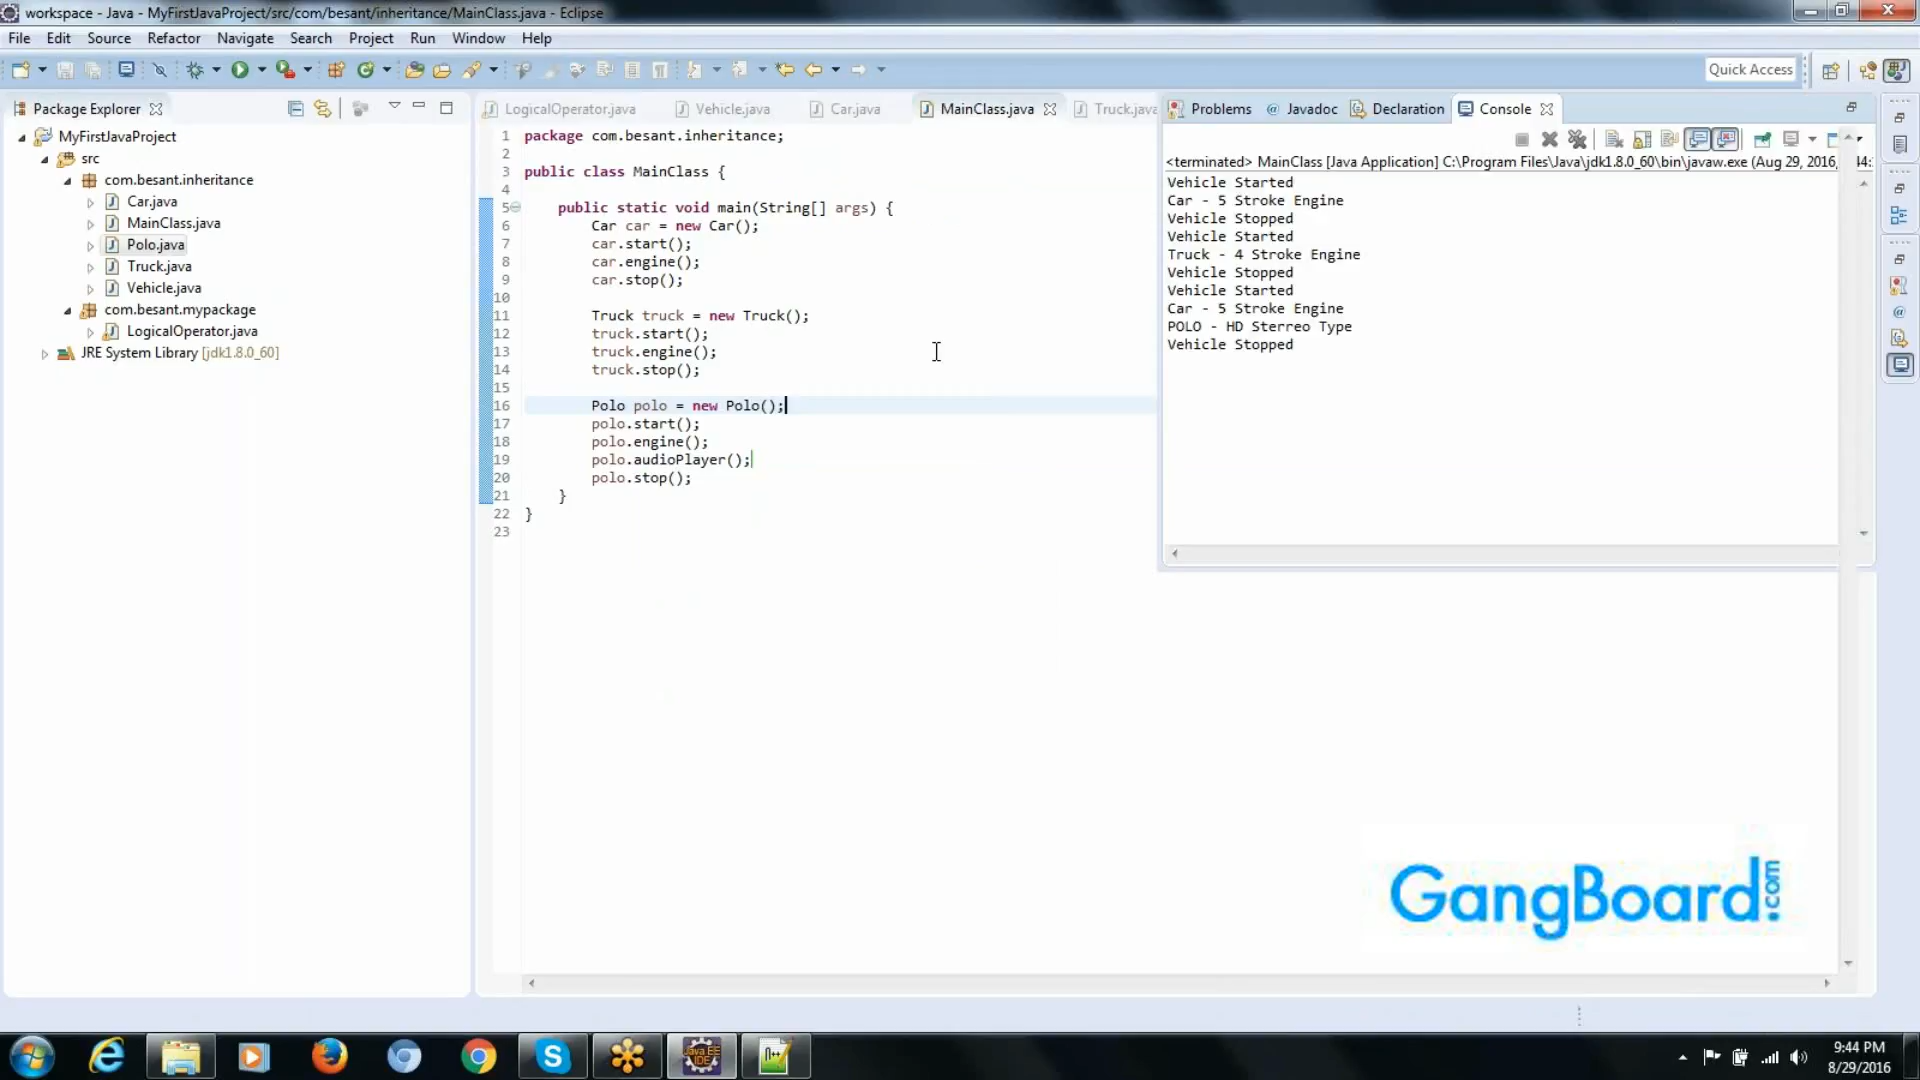 workspace - Java - MyFirstJavaProject/src/com/besant/inheritance/MainClass.java - Eclipse
File Edit Source Refactor Navigate Search Project Run Window Help
Quick Access
Package Explorer
MyFirstJavaProject
src
com.besant.inheritance
Car.java
MainClass.java
Polo.java
Truck.java
Vehicle.java
com.besant.mypackage
LogicalOperator.java
JRE System Library [jdk1.8.0_60]
LogicalOperator.java Vehicle.java Car.java MainClass.java Truck.java
1 package com.besant.inheritance;
2
3 public class MainClass {
4
5 public static void main(String[] args) {
6 Car car = new Car();
7 car.start();
8 car.engine();
9 car.stop();
10
11 Truck truck = new Truck();
12 truck.start();
13 truck.engine();
14 truck.stop();
15
16 Polo polo = new Polo();
17 polo.start();
18 polo.engine();
19 polo.audioPlayer();
20 polo.stop();
21 }
22 }
23
Problems @ Javadoc Declaration Console
<terminated> MainClass [Java Application] C:\Program Files\Java\jdk1.8.0_60\bin\javaw.exe (Aug 29, 2016,
Vehicle Started
Car - 5 Stroke Engine
Vehicle Stopped
Vehicle Started
Truck - 4 Stroke Engine
Vehicle Stopped
Vehicle Started
Car - 5 Stroke Engine
POLO - HD Sterreo Type
Vehicle Stopped
GangBoard.com
Java EE
IDE
9:44 PM
8/29/2016